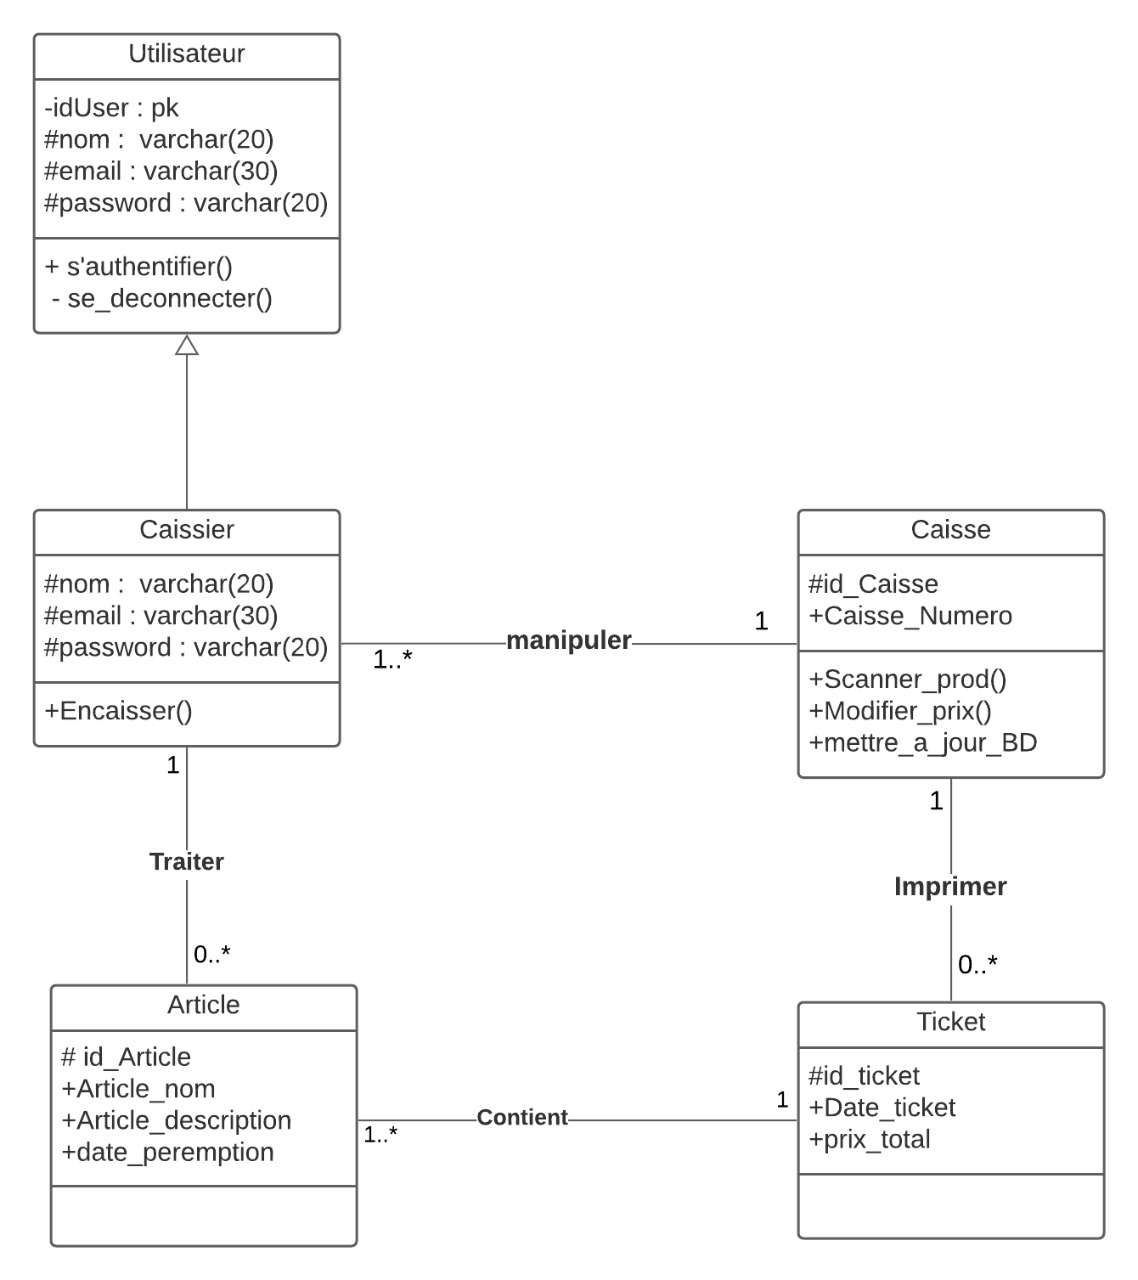 Utilisateur
-idUser : pk
#nom :  varchar(20)
#email : varchar(30)
#password : varchar(20)
+ s'authentifier()
- se_deconnecter()
Caissier
#nom :  varchar(20)
#email : varchar(30)
#password : varchar(20)
+Encaisser()
1..*
manipuler
1
Caisse
#id_Caisse
+Caisse_Numero
+Scanner_prod()
+Modifier_prix()
+mettre_a_jour_BD
1
Traiter
0..*
1
Imprimer
0..*
Article
# id_Article
+Article_nom
+Article_description
+date_peremption
1..*
Contient
1
Ticket
#id_ticket
+Date_ticket
+prix_total